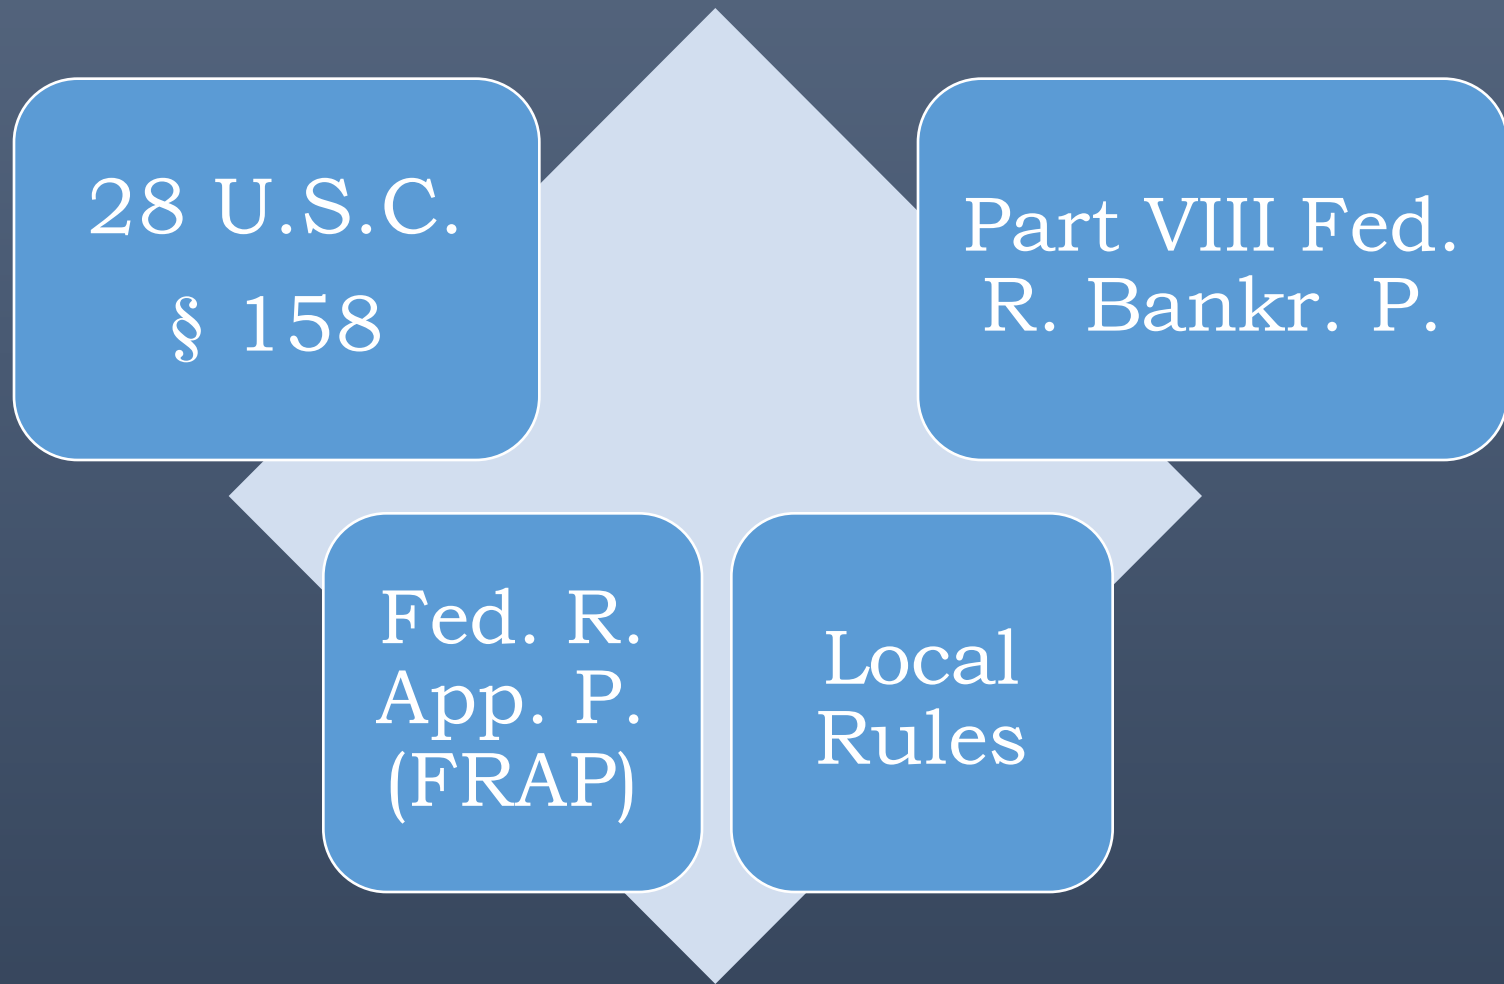 28 U.S.C.
§ 158
Part VIII Fed.
R. Bankr. P.
Fed. R.
App. P.
(FRAP)
Local
Rules